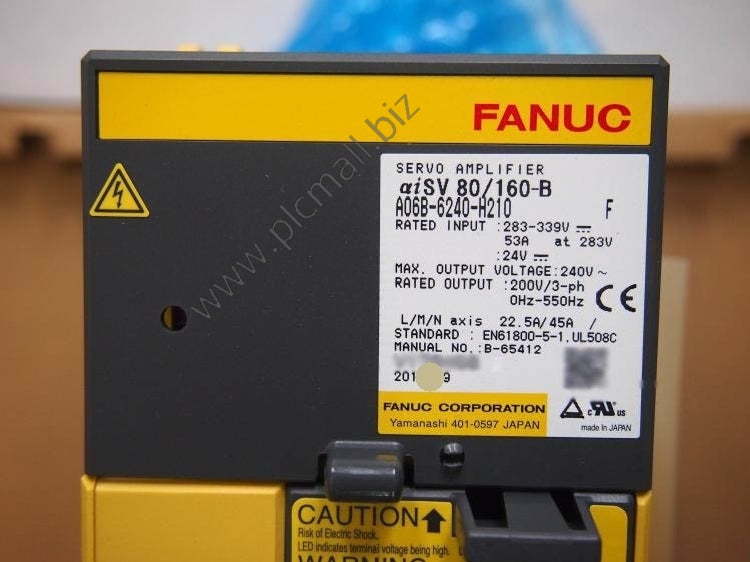 FANUC
SERVO AMPLIFIER
αiSV 80/160-B
A06B-6240-H210 F
RATED INPUT :283-339V
53A at 283V
:24V
MAX. OUTPUT VOLTAGE:240V~
RATED OUTPUT :200V/3-ph
0Hz-550Hz
CE
L/M/N axis 22.5A/45A /
STANDARD : EN61800-5-1.UL508C
MANUAL NO.:B-65412
FANUC CORPORATION
Yamanashi 401-0597 JAPAN
c US
made in JAPAN
www.plcmall.biz
CAUTION
Risk of Electric Shock.
LED indicates terminal voltage being high.
WARNING